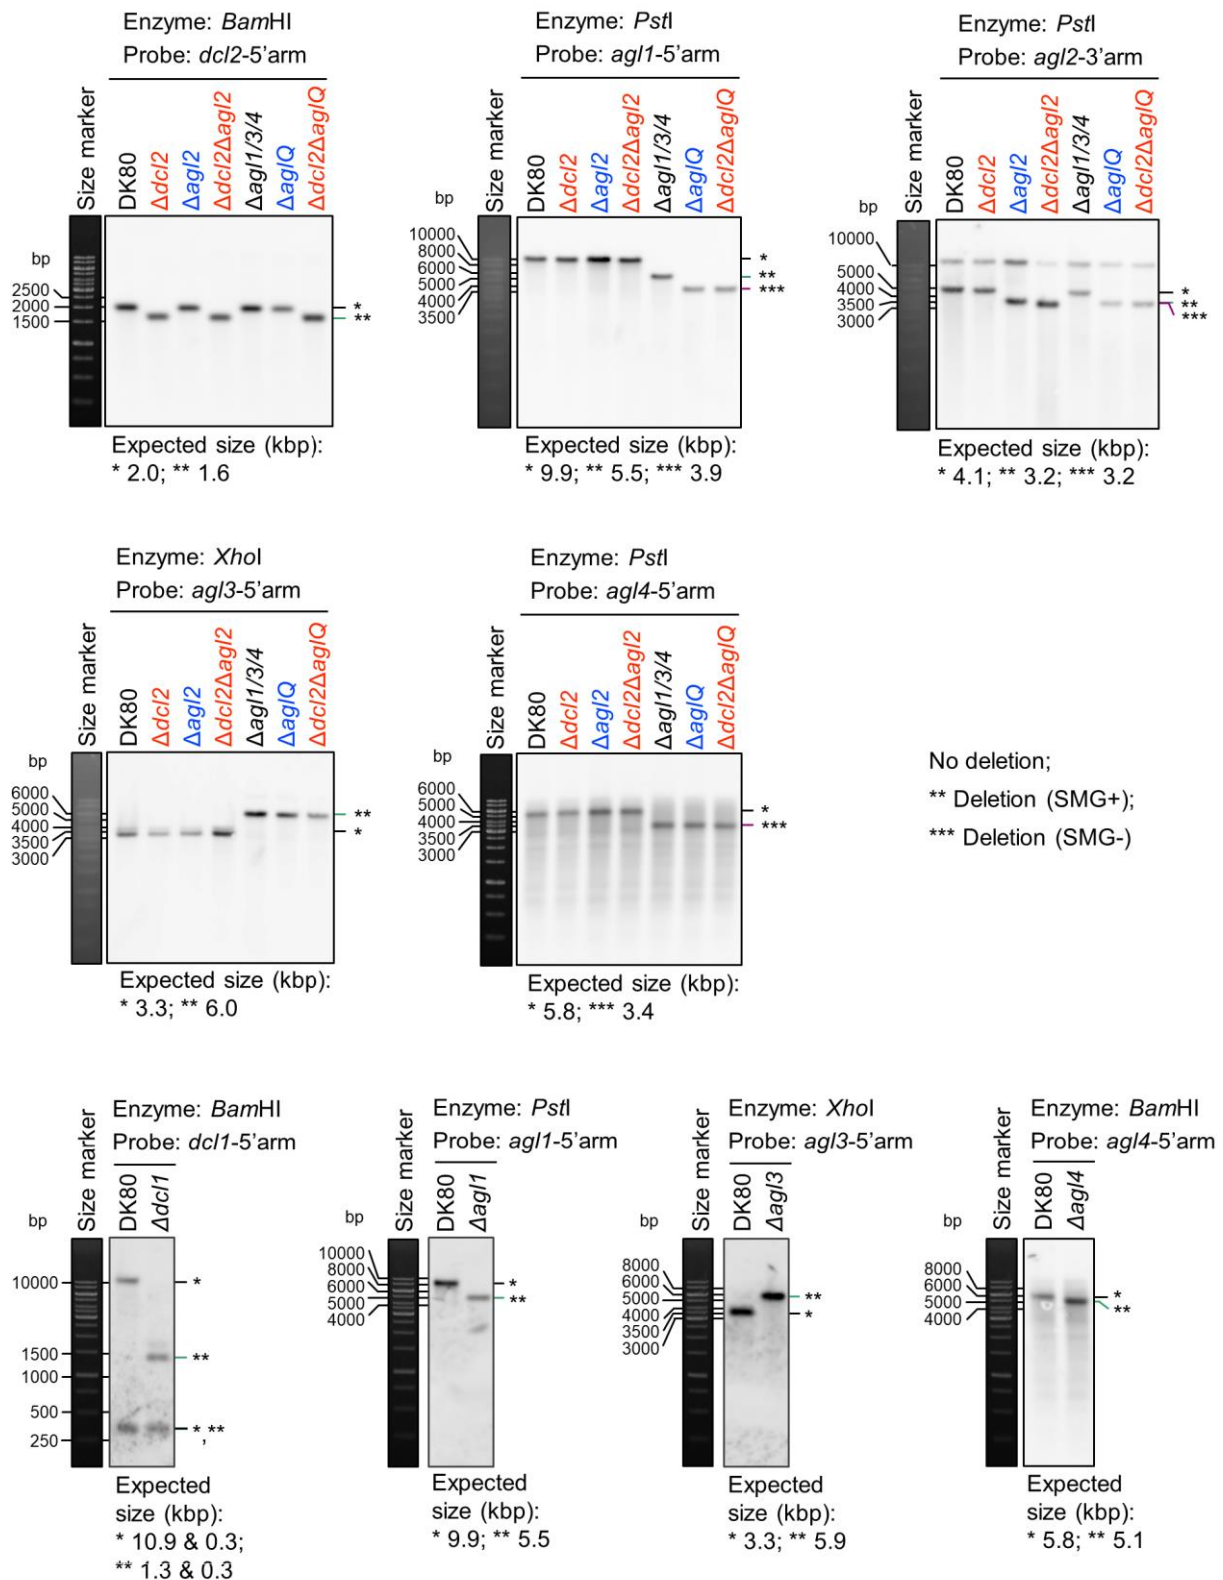 Enzyme: BamHI
Probe: dcl2-5’arm
Size marker
DK80
Δdcl2
Δagl2
Δdcl2Δagl2
Δagl1/3/4
ΔaglQ
Δdcl2ΔaglQ
bp
2500
2000
1500
*
**
Expected size (kbp):
* 2.0; ** 1.6
Enzyme: PstI
Probe: agl1-5’arm
Size marker
DK80
Δdcl2
Δagl2
Δdcl2Δagl2
Δagl1/3/4
ΔaglQ
Δdcl2ΔaglQ
bp
10000
8000
6000
5000
4000
3500
*
**
***
Expected size (kbp):
* 9.9; ** 5.5; *** 3.9
Enzyme: PstI
Probe: agl2-3’arm
Size marker
DK80
Δdcl2
Δagl2
Δdcl2Δagl2
Δagl1/3/4
ΔaglQ
Δdcl2ΔaglQ
bp
10000
5000
4000
3500
3000
*
**
***
Expected size (kbp):
* 4.1; ** 3.2; *** 3.2
Enzyme: XhoI
Probe: agl3-5’arm
Size marker
DK80
Δdcl2
Δagl2
Δdcl2Δagl2
Δagl1/3/4
ΔaglQ
Δdcl2ΔaglQ
bp
6000
5000
4000
3500
3000
**
*
Expected size (kbp):
* 3.3; ** 6.0
Enzyme: PstI
Probe: agl4-5’arm
Size marker
DK80
Δdcl2
Δagl2
Δdcl2Δagl2
Δagl1/3/4
ΔaglQ
Δdcl2ΔaglQ
bp
6000
5000
4000
3500
3000
*
***
Expected size (kbp):
* 5.8; *** 3.4
No deletion;
** Deletion (SMG+);
*** Deletion (SMG-)
Enzyme: BamHI
Probe: dcl1-5’arm
Size marker
DK80
Δdcl1
bp
10000
1500
1000
500
250
*
**
*,**
Expected
size (kbp):
* 10.9 & 0.3;
** 1.3 & 0.3
Enzyme: PstI
Probe: agl1-5’arm
Size marker
DK80
Δagl1
bp
10000
8000
6000
5000
4000
*
**
Expected
size (kbp):
* 9.9; ** 5.5
Enzyme: XhoI
Probe: agl3-5’arm
Size marker
DK80
Δagl3
bp
8000
6000
5000
4000
3500
3000
**
*
Expected
size (kbp):
* 3.3; ** 5.9
Enzyme: BamHI
Probe: agl4-5’arm
Size marker
DK80
Δagl4
bp
8000
6000
5000
4000
*
**
Expected
size (kbp):
* 5.8; ** 5.1